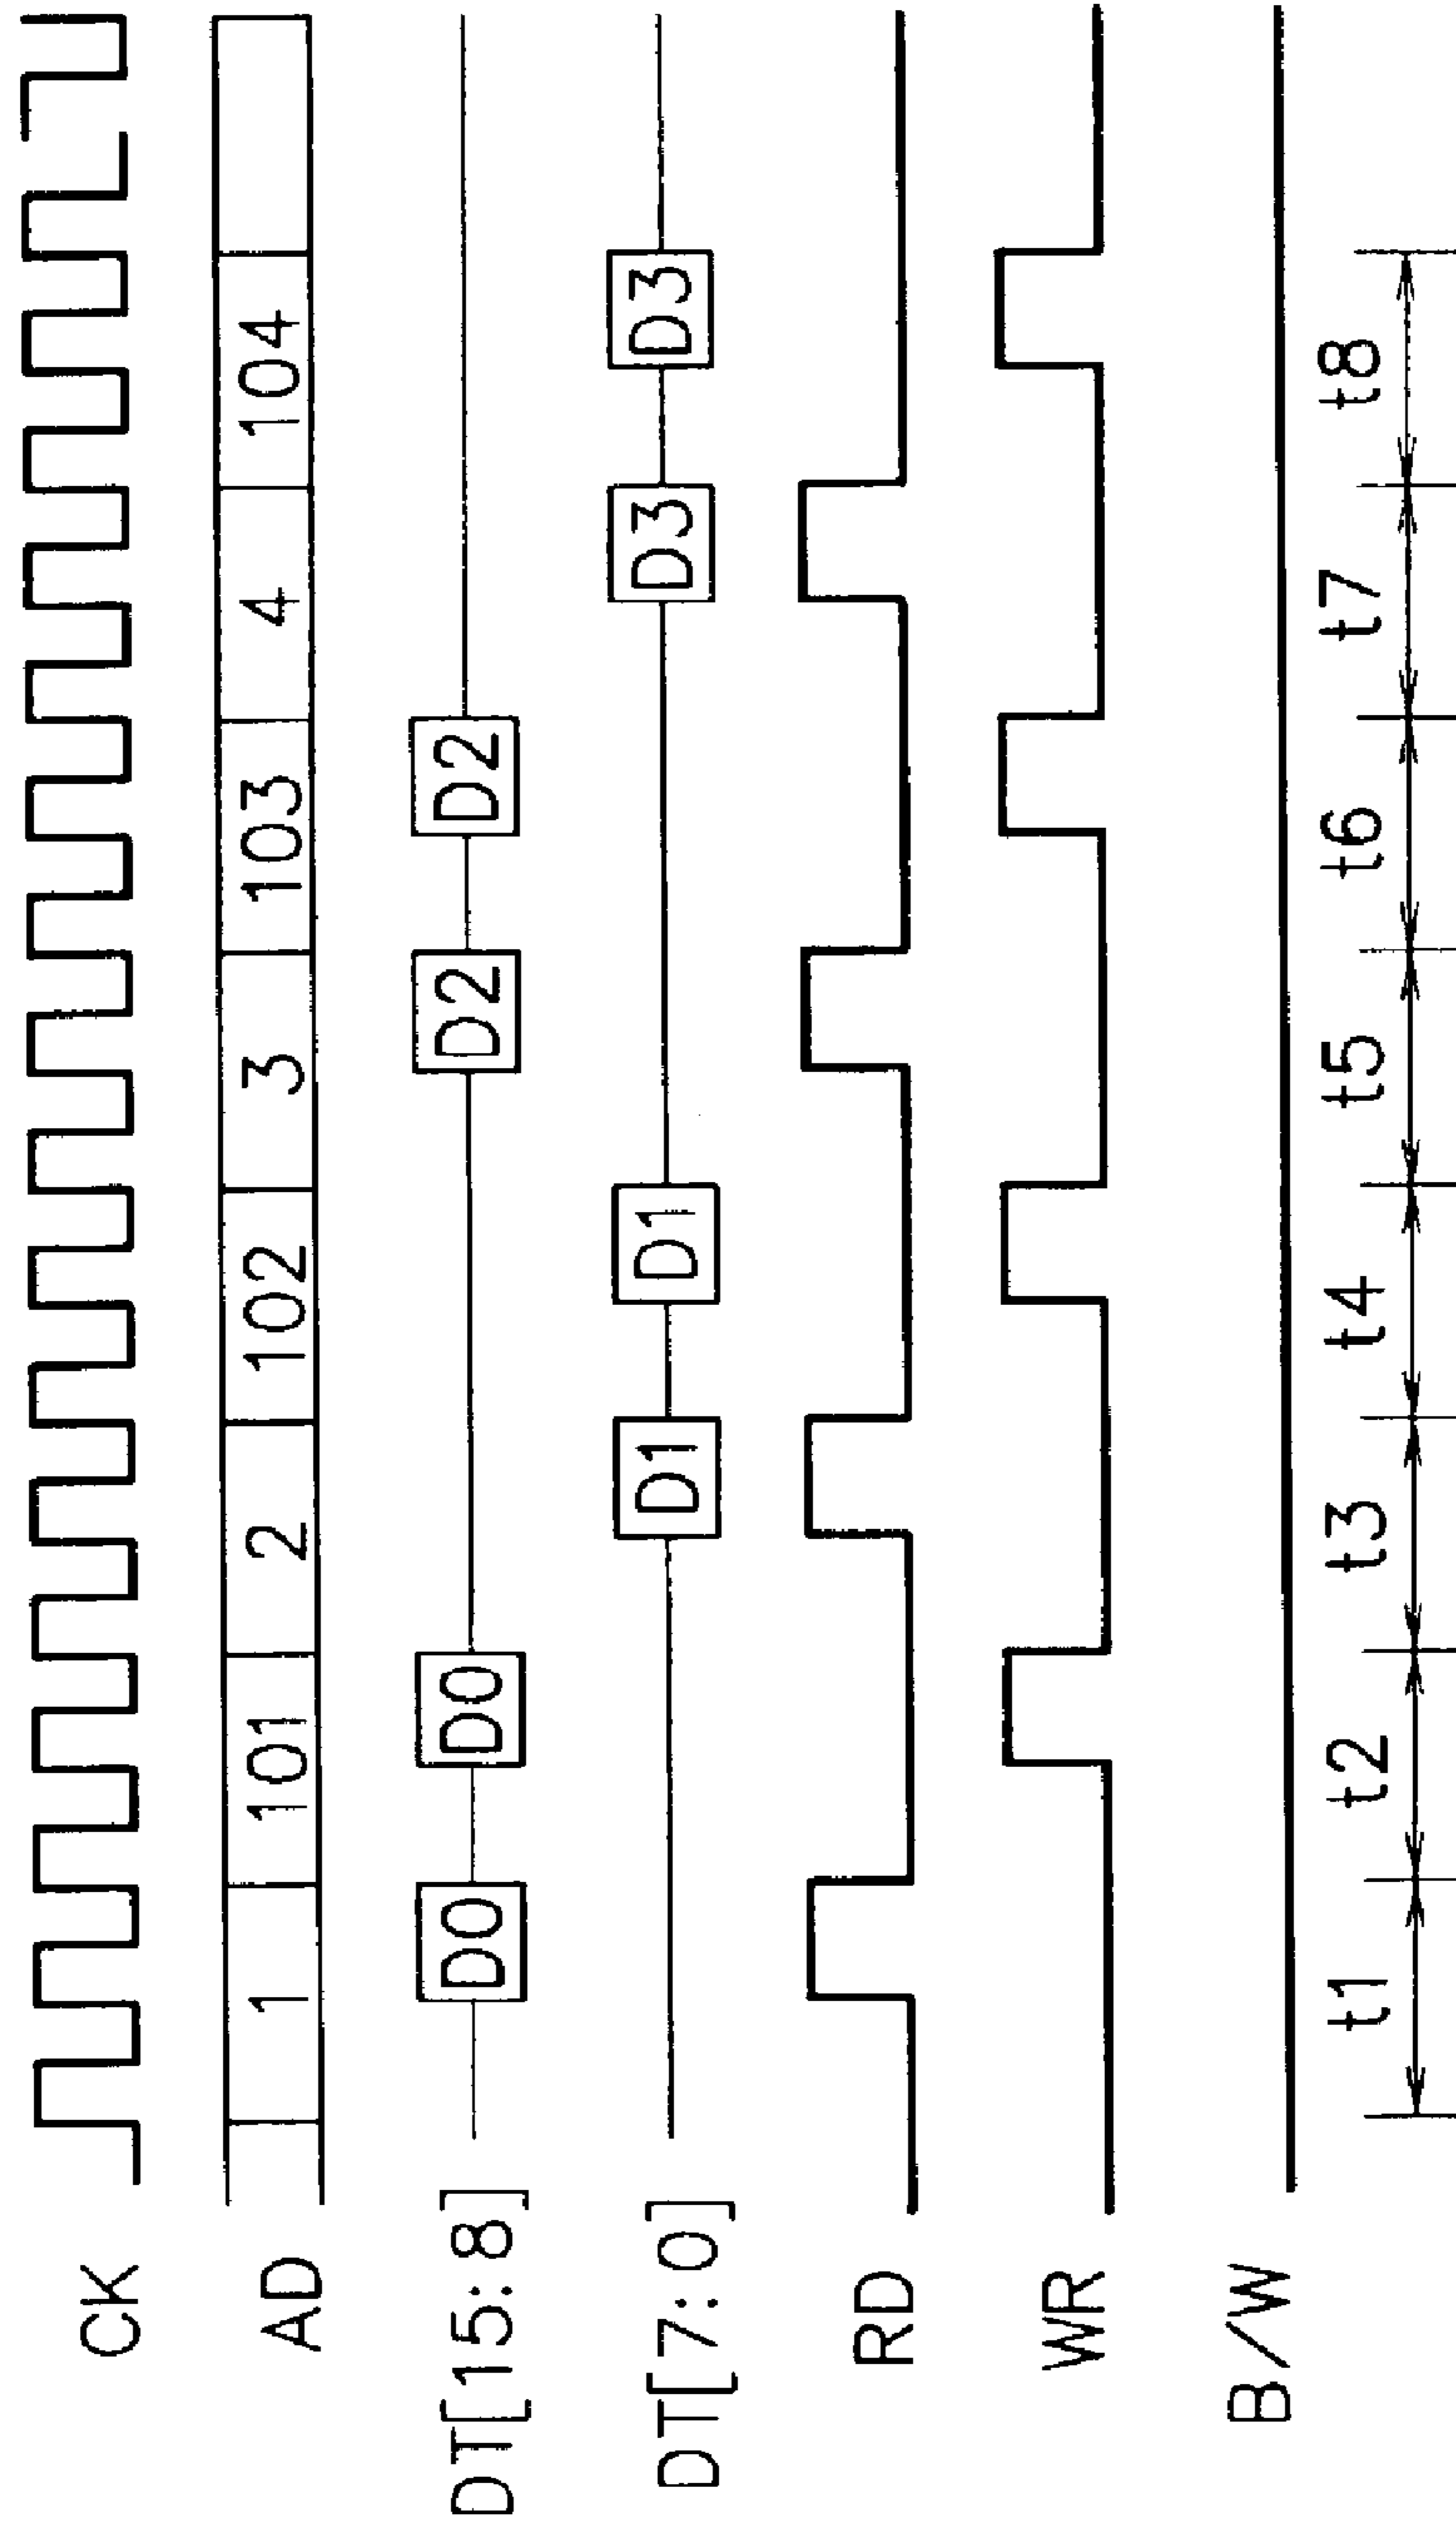 CK
AD 1 101 2 102 3 103 4 104
DT[15:8] D0 D0 D2 D2
DT[7:0] D1 D1 D3 D3
RD
WR
B/W
t1 t2 t3 t4 t5 t6 t7 t8